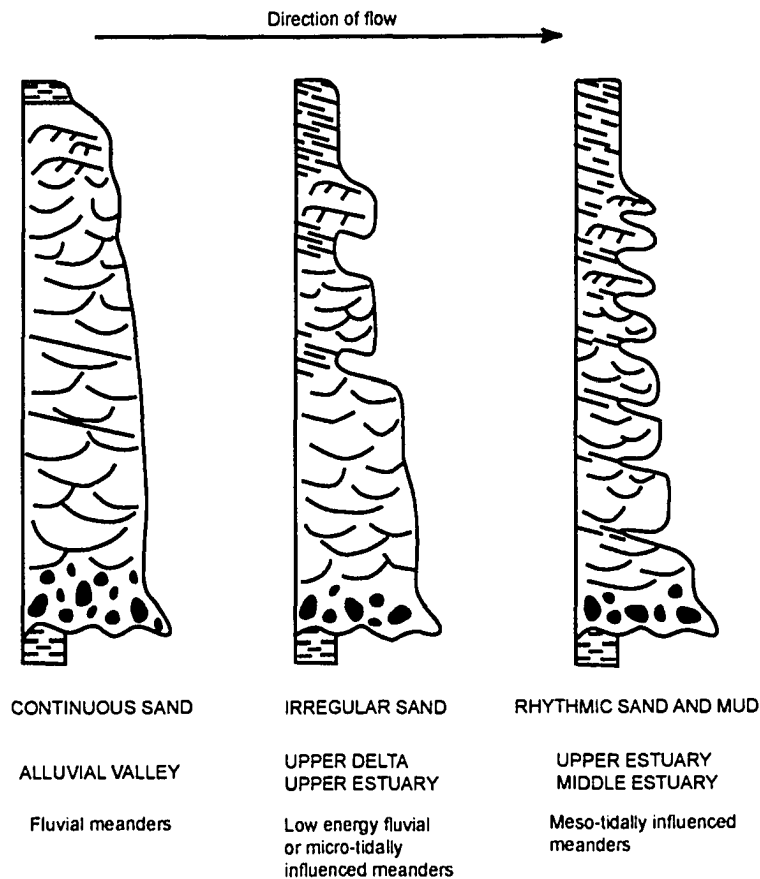 Direction of flow
CONTINUOUS SAND
IRREGULAR SAND
RHYTHMIC SAND AND MUD
ALLUVIAL VALLEY
UPPER DELTA
UPPER ESTUARY
UPPER ESTUARY
MIDDLE ESTUARY
Fluvial meanders
Low energy fluvial
or micro-tidally
influenced meanders
Meso-tidally influenced
meanders